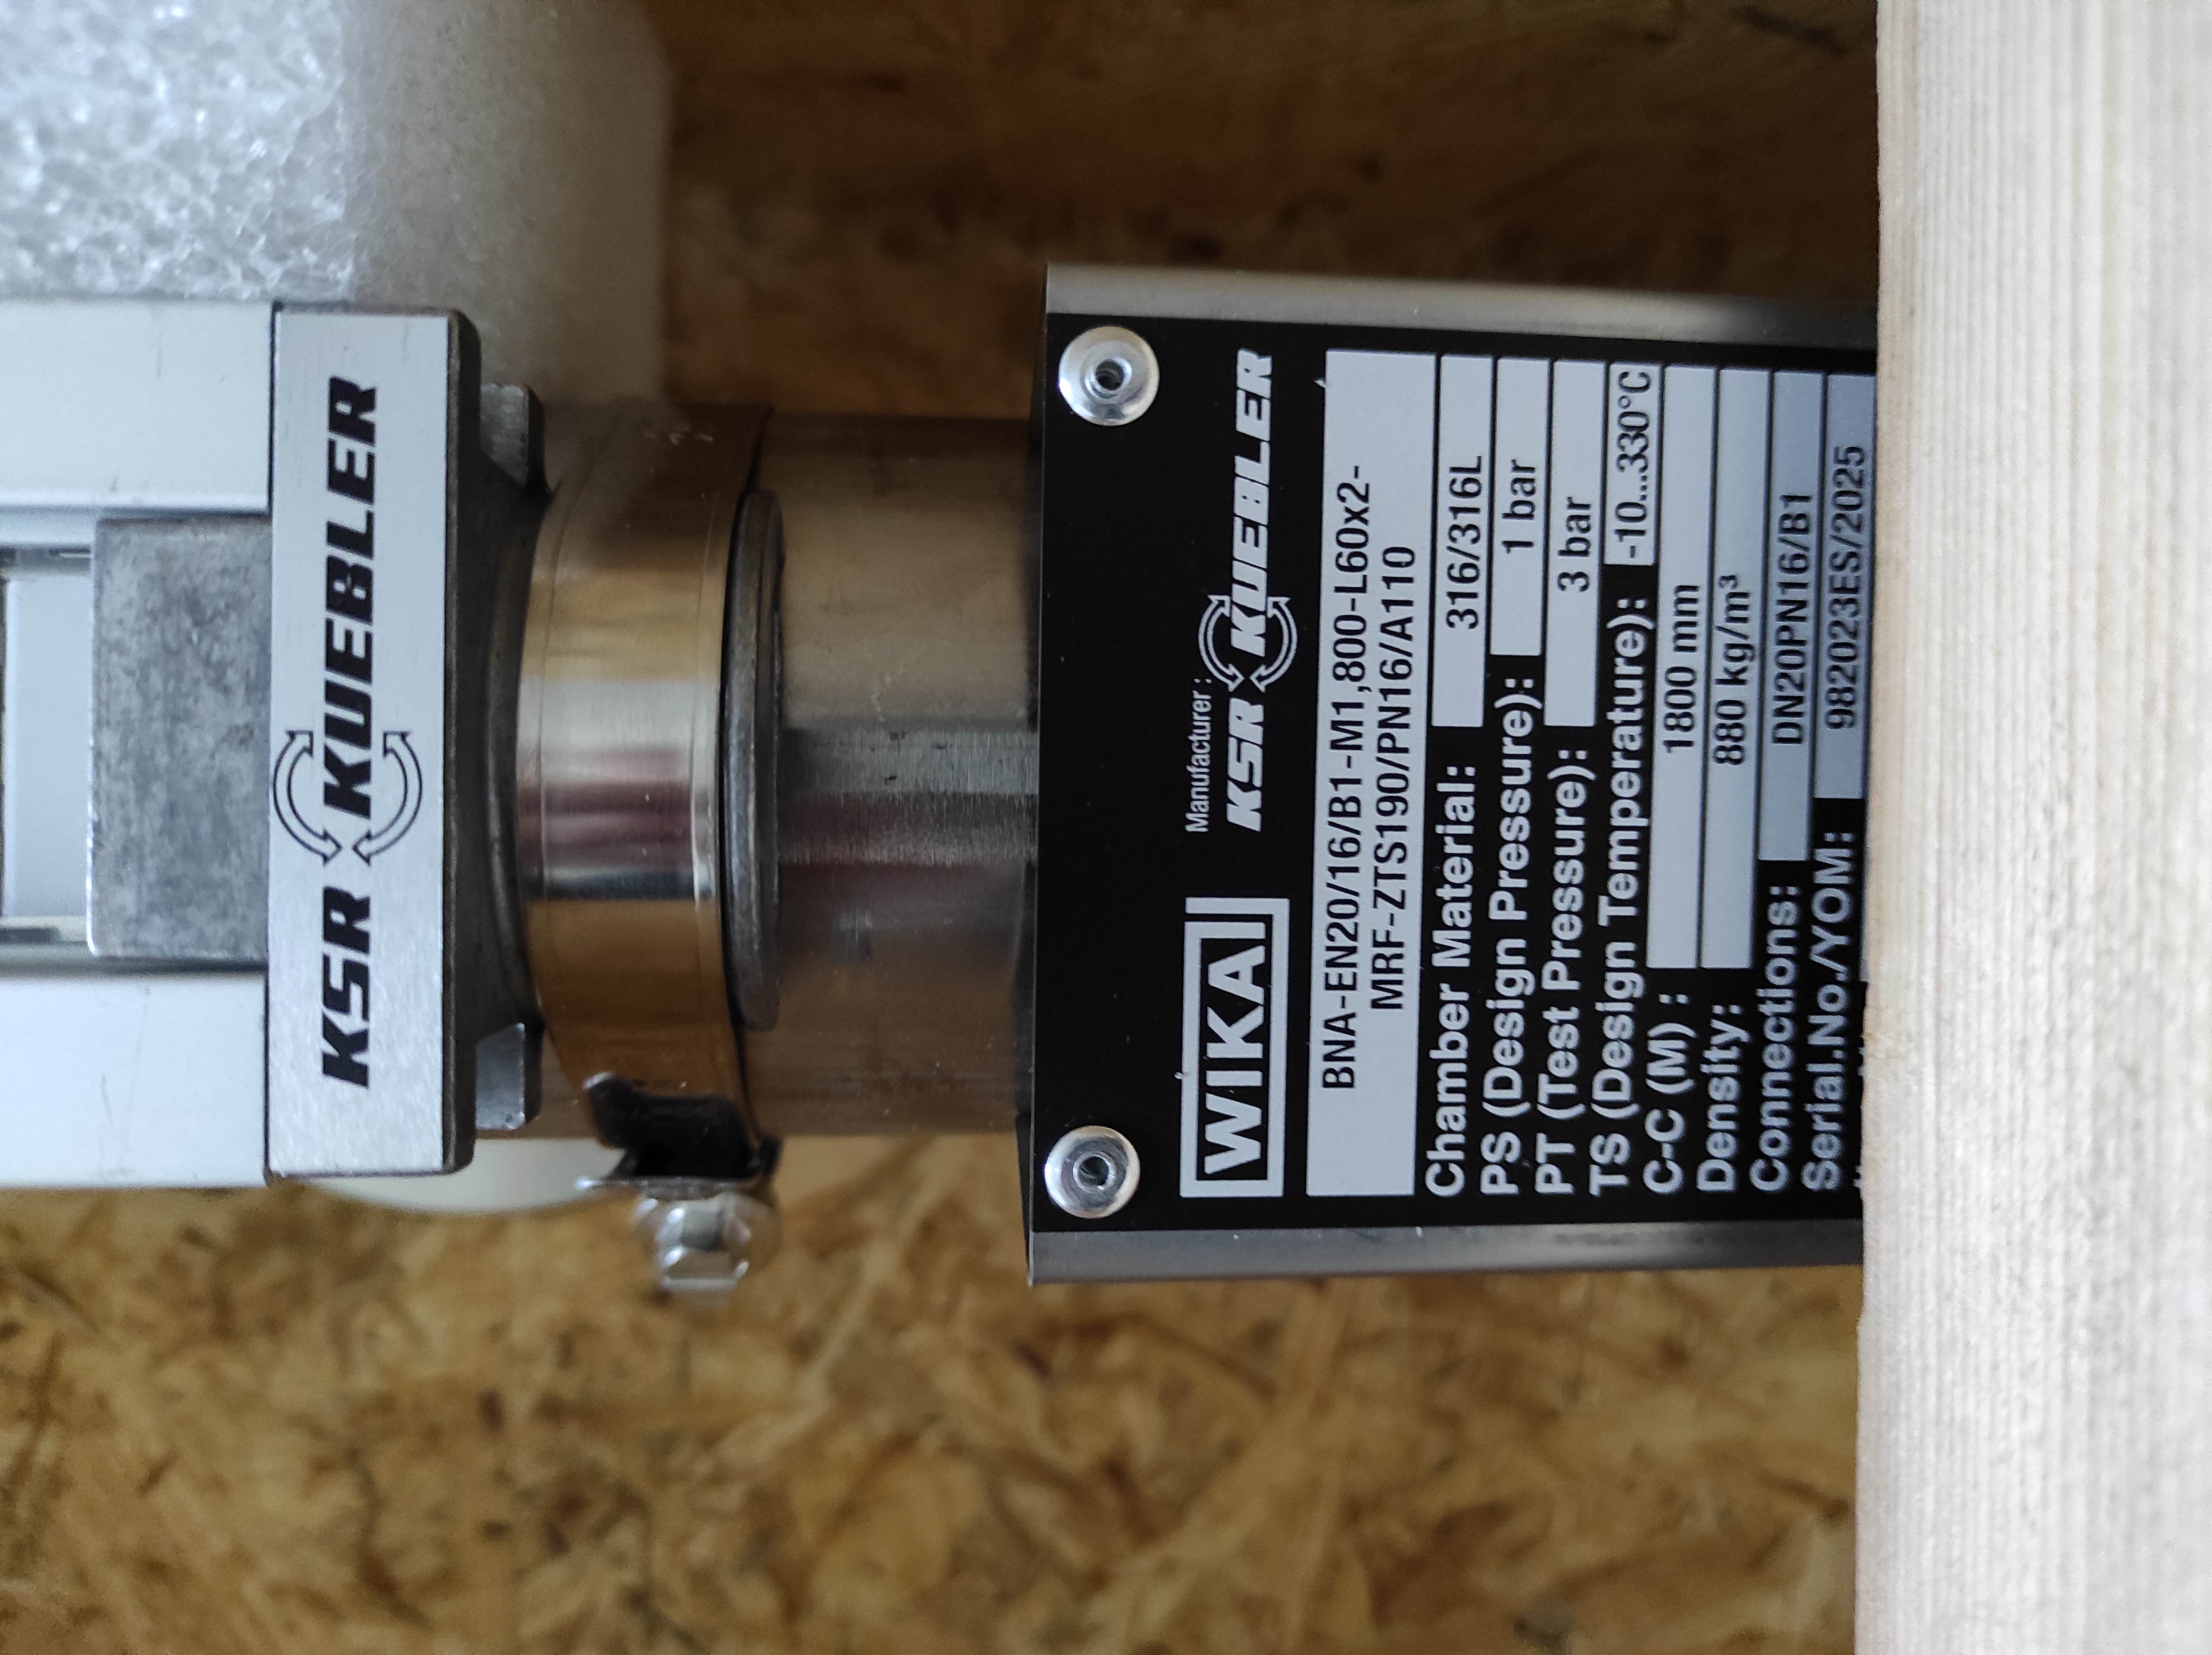 KSR KUEBLER
WIKAI
Manufacturer :
KSR KUEBLER
BNA-EN20/16/B1-M1,800-L60x2-
MRF-ZTS190/PN16/A110
Chamber Material: 316/316L
PS (Design Pressure): 1 bar
PT (Test Pressure): 3 bar
TS (Design Temperature): -10...330°C
C-C (M) : 1800 mm
Density: 880 kg/m³
Connections: DN20PN16/B1
Serial.No./YOM: 982023ES/2025